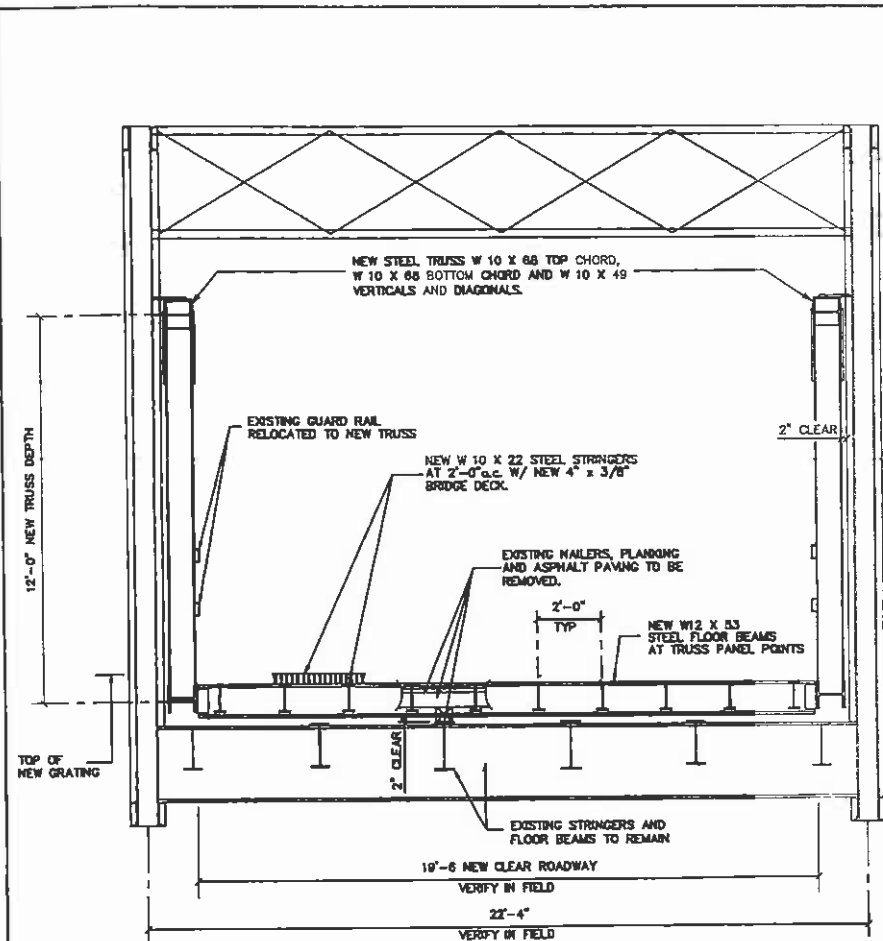 NEW STEEL TRUSS W 10 X 68 TOP CHORD,
W 10 X 68 BOTTOM CHORD AND W 10 X 49
VERTICALS AND DIAGONALS.
EXISTING GUARD RAIL
RELOCATED TO NEW TRUSS
2" CLEAR
NEW W 10 X 22 STEEL STRINGERS
AT 2'-0"o.c. W/ NEW 4" x 3/8"
BRIDGE DECK.
12'-0" NEW TRUSS DEPTH
EXISTING NAILERS, PLANKING
AND ASPHALT PAVING TO BE
REMOVED.
2'-0"
TYP
NEW W12 X 53
STEEL FLOOR BEAMS
AT TRUSS PANEL POINTS
TOP OF
NEW GRATING
2" CLEAR
EXISTING STRINGERS AND
FLOOR BEAMS TO REMAIN
19'-6 NEW CLEAR ROADWAY
VERIFY IN FIELD
22'-4"
VERIFY IN FIELD